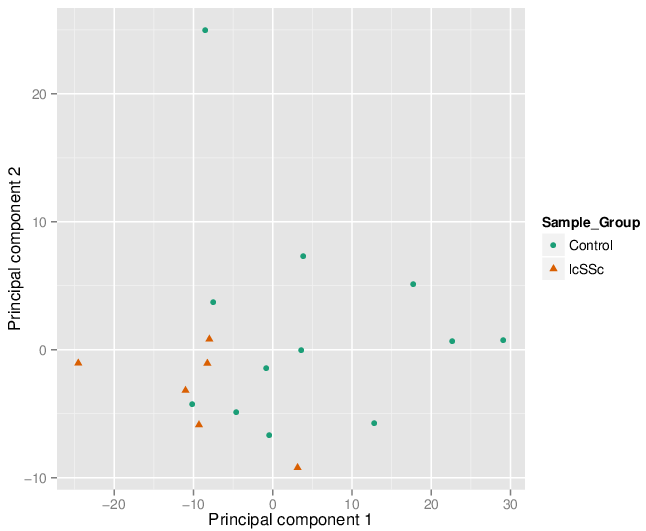 20
10
0
−10
−20
−10
0
10
20
30
Principal component 1
Principal component 2
Sample_Group
Control
lcSSc